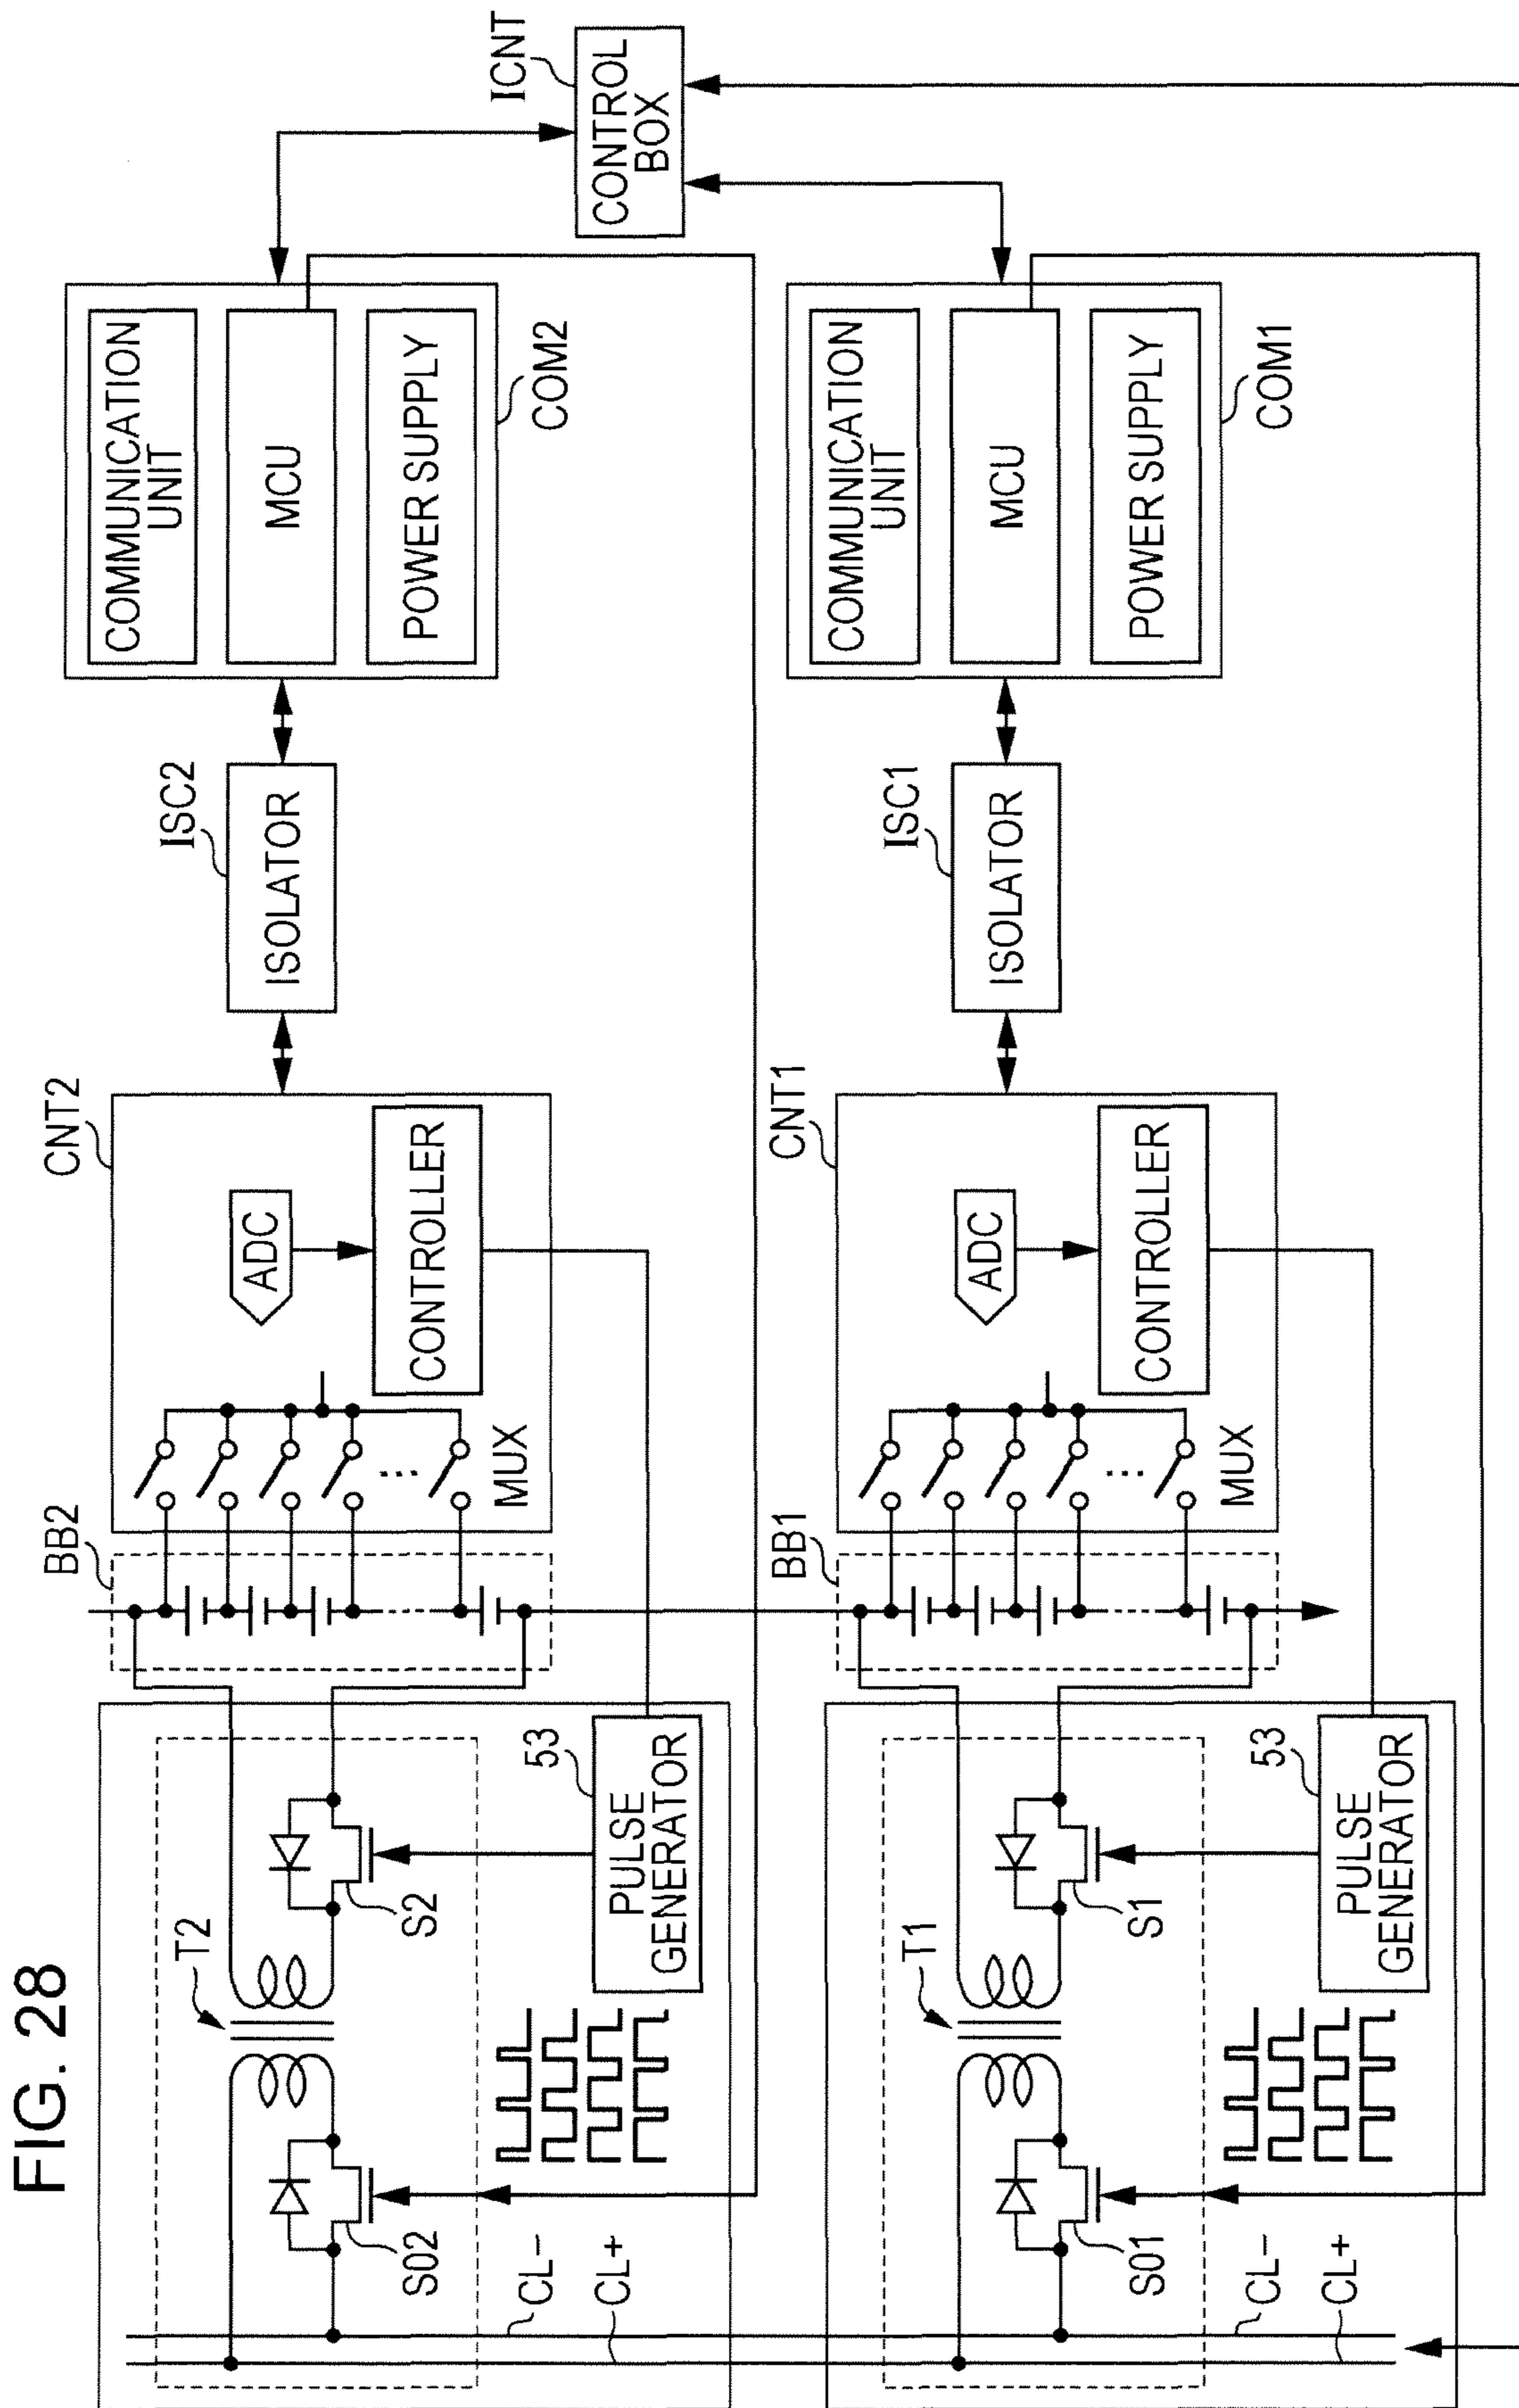 FIG. 28
T2
S02
S2
CL-
CL+
53
PULSE
GENERATOR
BB2
MUX
CNT2
ADC
CONTROLLER
ISC2
ISOLATOR
COMMUNICATION
UNIT
MCU
POWER SUPPLY
COM2
ICNT
CONTROL
BOX
T1
S01
S1
CL-
CL+
53
PULSE
GENERATOR
BB1
MUX
CNT1
ADC
CONTROLLER
ISC1
ISOLATOR
COMMUNICATION
UNIT
MCU
POWER SUPPLY
COM1